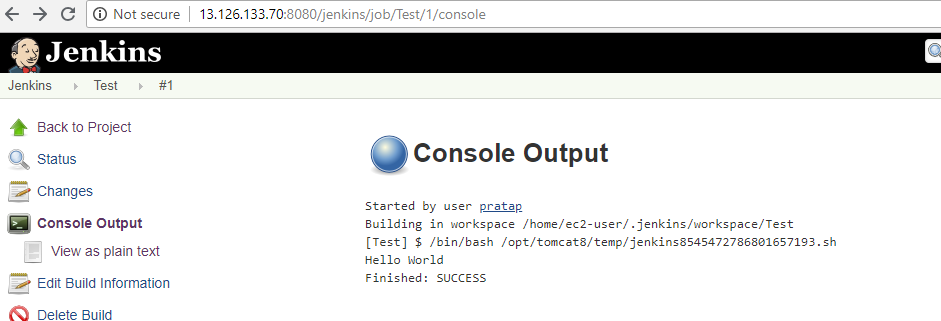 Not secure | 13.126.133.70:8080/jenkins/job/Test/1/console
Jenkins
Jenkins Test #1
Back to Project
Status
Changes
Console Output
View as plain text
Edit Build Information
Delete Build
Console Output
Started by user pratap
Building in workspace /home/ec2-user/.jenkins/workspace/Test
[Test] $ /bin/bash /opt/tomcat8/temp/jenkins8545472786801657193.sh
Hello World
Finished: SUCCESS